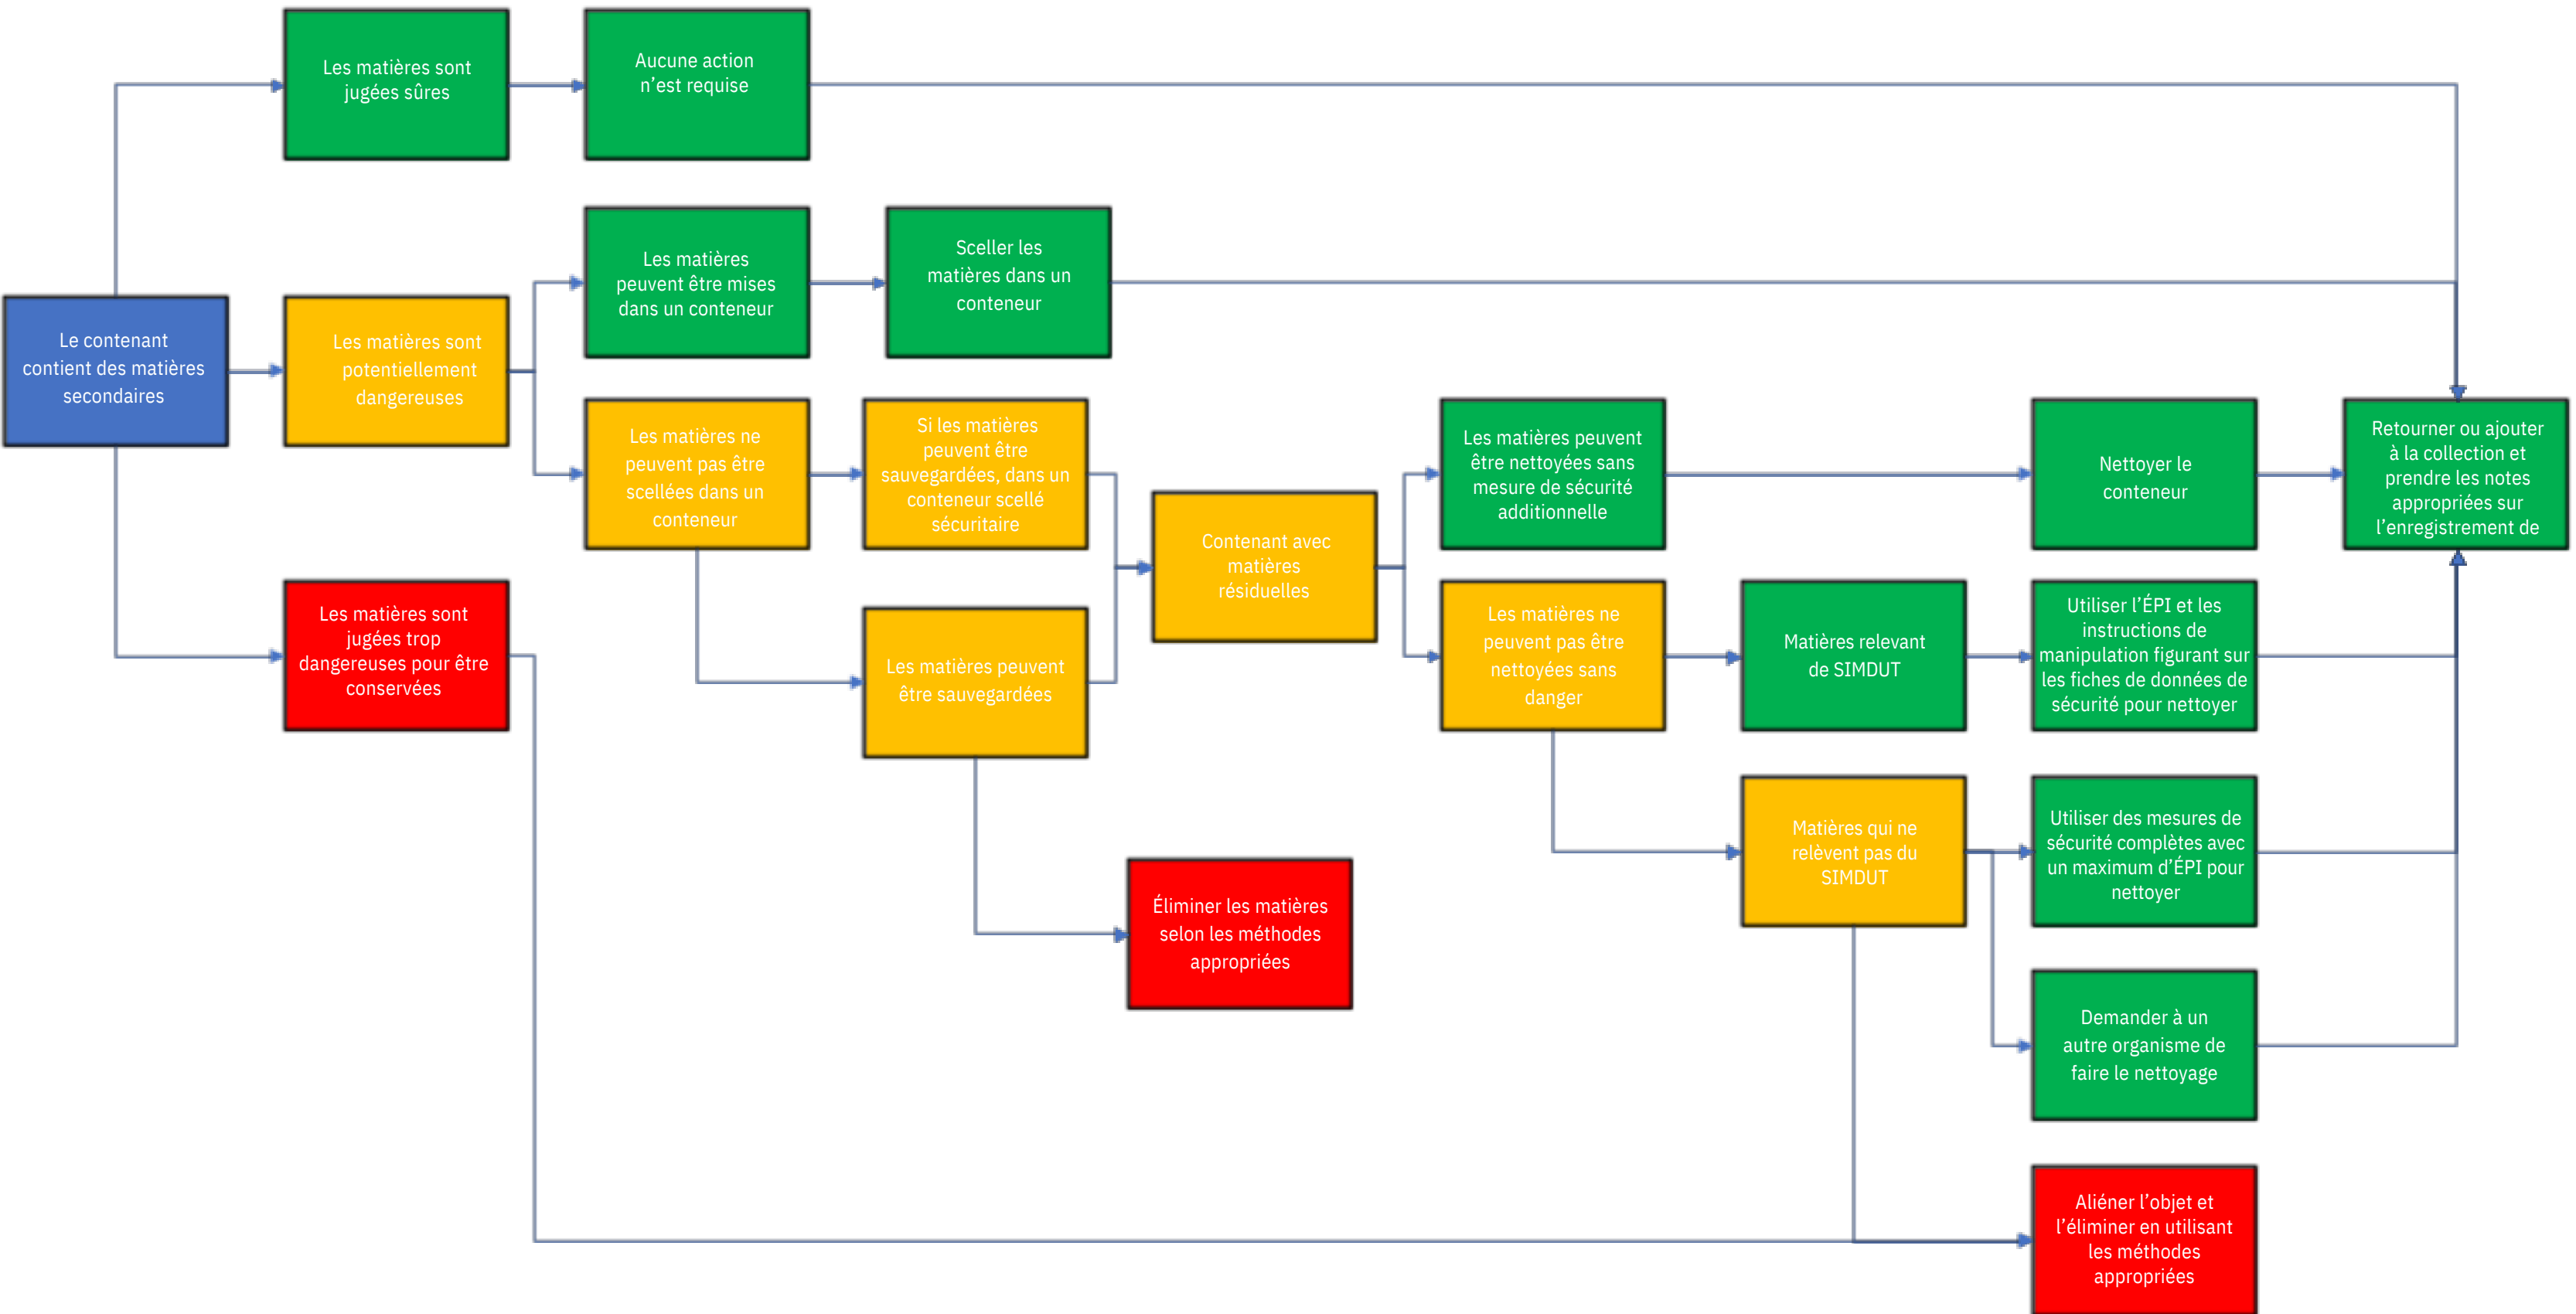 Les matières sont
jugées sûres
Aucune action
n’est requise
Les matières
peuvent être mises
dans un conteneur
Sceller les
matières dans un
conteneur
Le contenant
contient des matières
secondaires
Les matières sont
potentiellement
dangereuses
Les matières ne
peuvent pas être
scellées dans un
conteneur
Si les matières
peuvent être
sauvegardées, dans un
conteneur scellé
sécuritaire
Contenant avec
matières
résiduelles
Les matières peuvent
être nettoyées sans
mesure de sécurité
additionnelle
Nettoyer le
conteneur
Retourner ou ajouter
à la collection et
prendre les notes
appropriées sur
l’enregistrement de
Les matières sont
jugées trop
dangereuses pour être
conservées
Les matières peuvent
être sauvegardées
Les matières ne
peuvent pas être
nettoyées sans
danger
Matières relevant
de SIMDUT
Utiliser l’ÉPI et les
instructions de
manipulation figurant sur
les fiches de données de
sécurité pour nettoyer
Matières qui ne
relèvent pas du
SIMDUT
Utiliser des mesures de
sécurité complètes avec
un maximum d’ÉPI pour
nettoyer
Éliminer les matières
selon les méthodes
appropriées
Demander à un
autre organisme de
faire le nettoyage
Aliéner l’objet et
l’éliminer en utilisant
les méthodes
appropriées